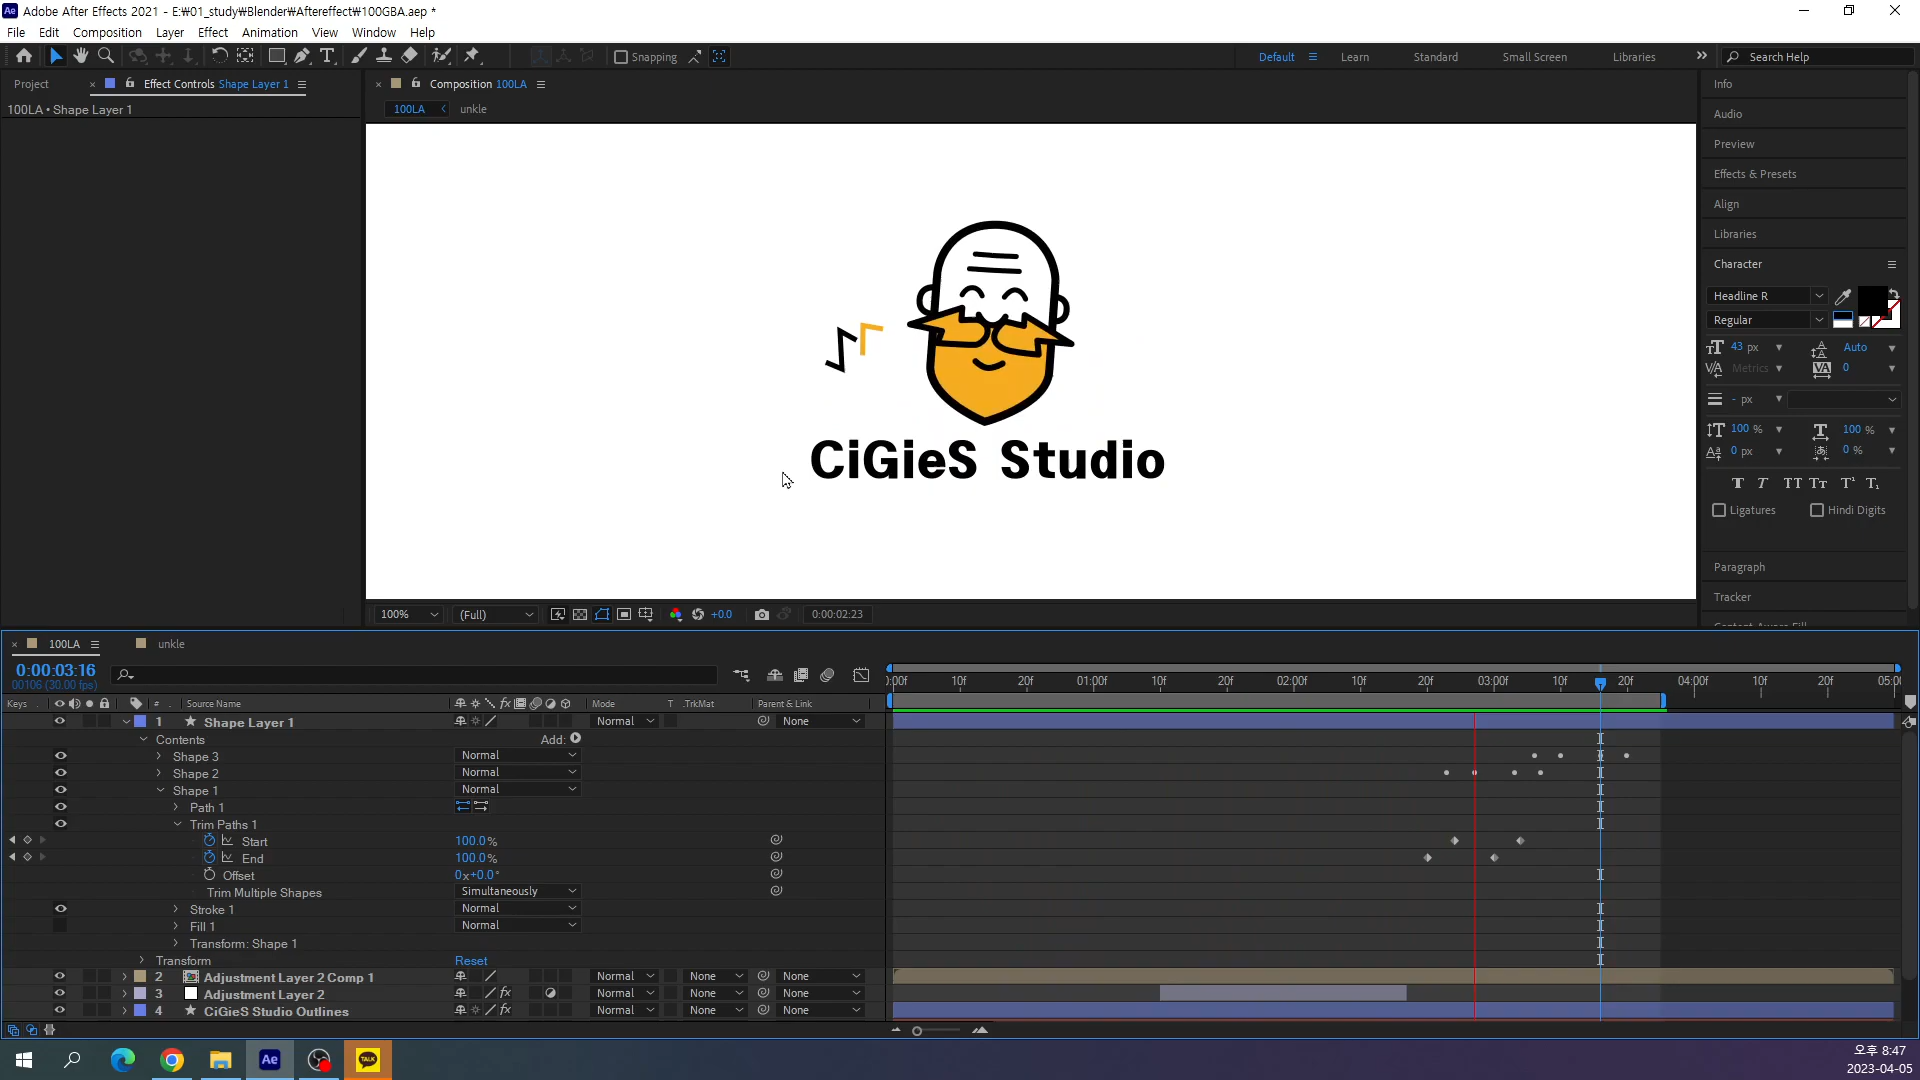 Adobe After Effects 2021 - E:₩01_study₩Blender₩Aftereffect₩100GBA.aep *
File Edit Composition Layer Effect Animation View Window Help
Snapping
Default Learn Standard Small Screen Libraries
Search Help
Project Effect Controls Shape Layer 1
100LA • Shape Layer 1
Composition 100LA
100LA unkle
CiGieS Studio
100% (Full) +0.0 0:00:02:23
Info
Audio
Preview
Effects & Presets
Align
Libraries
Character
Headline R
Regular
43 px Auto
Metrics 0
- px
100 % 100 %
0 px 0 %
T T TT Tт T¹ T₁
Ligatures Hindi Digits
Paragraph
Tracker
100LA unkle
0:00:03:16
00106 (30.00 fps)
:00f 10f 20f 01:00f 10f 20f 02:00f 10f 20f 03:00f 10f 20f 04:00f 10f 20f 05:00
Keys # Source Name Mode T .TrkMat Parent & Link
1 Shape Layer 1 Normal None
Contents Add:
Shape 3 Normal
Shape 2 Normal
Shape 1 Normal
Path 1
Trim Paths 1
Start 100.0%
End 100.0%
Offset 0x+0.0°
Trim Multiple Shapes Simultaneously
Stroke 1 Normal
Fill 1 Normal
Transform: Shape 1
Transform Reset
2 Adjustment Layer 2 Comp 1 Normal None None
3 Adjustment Layer 2 Normal None None
4 CiGieS Studio Outlines Normal None None
Ae
TALK
오후 8:47
2023-04-05